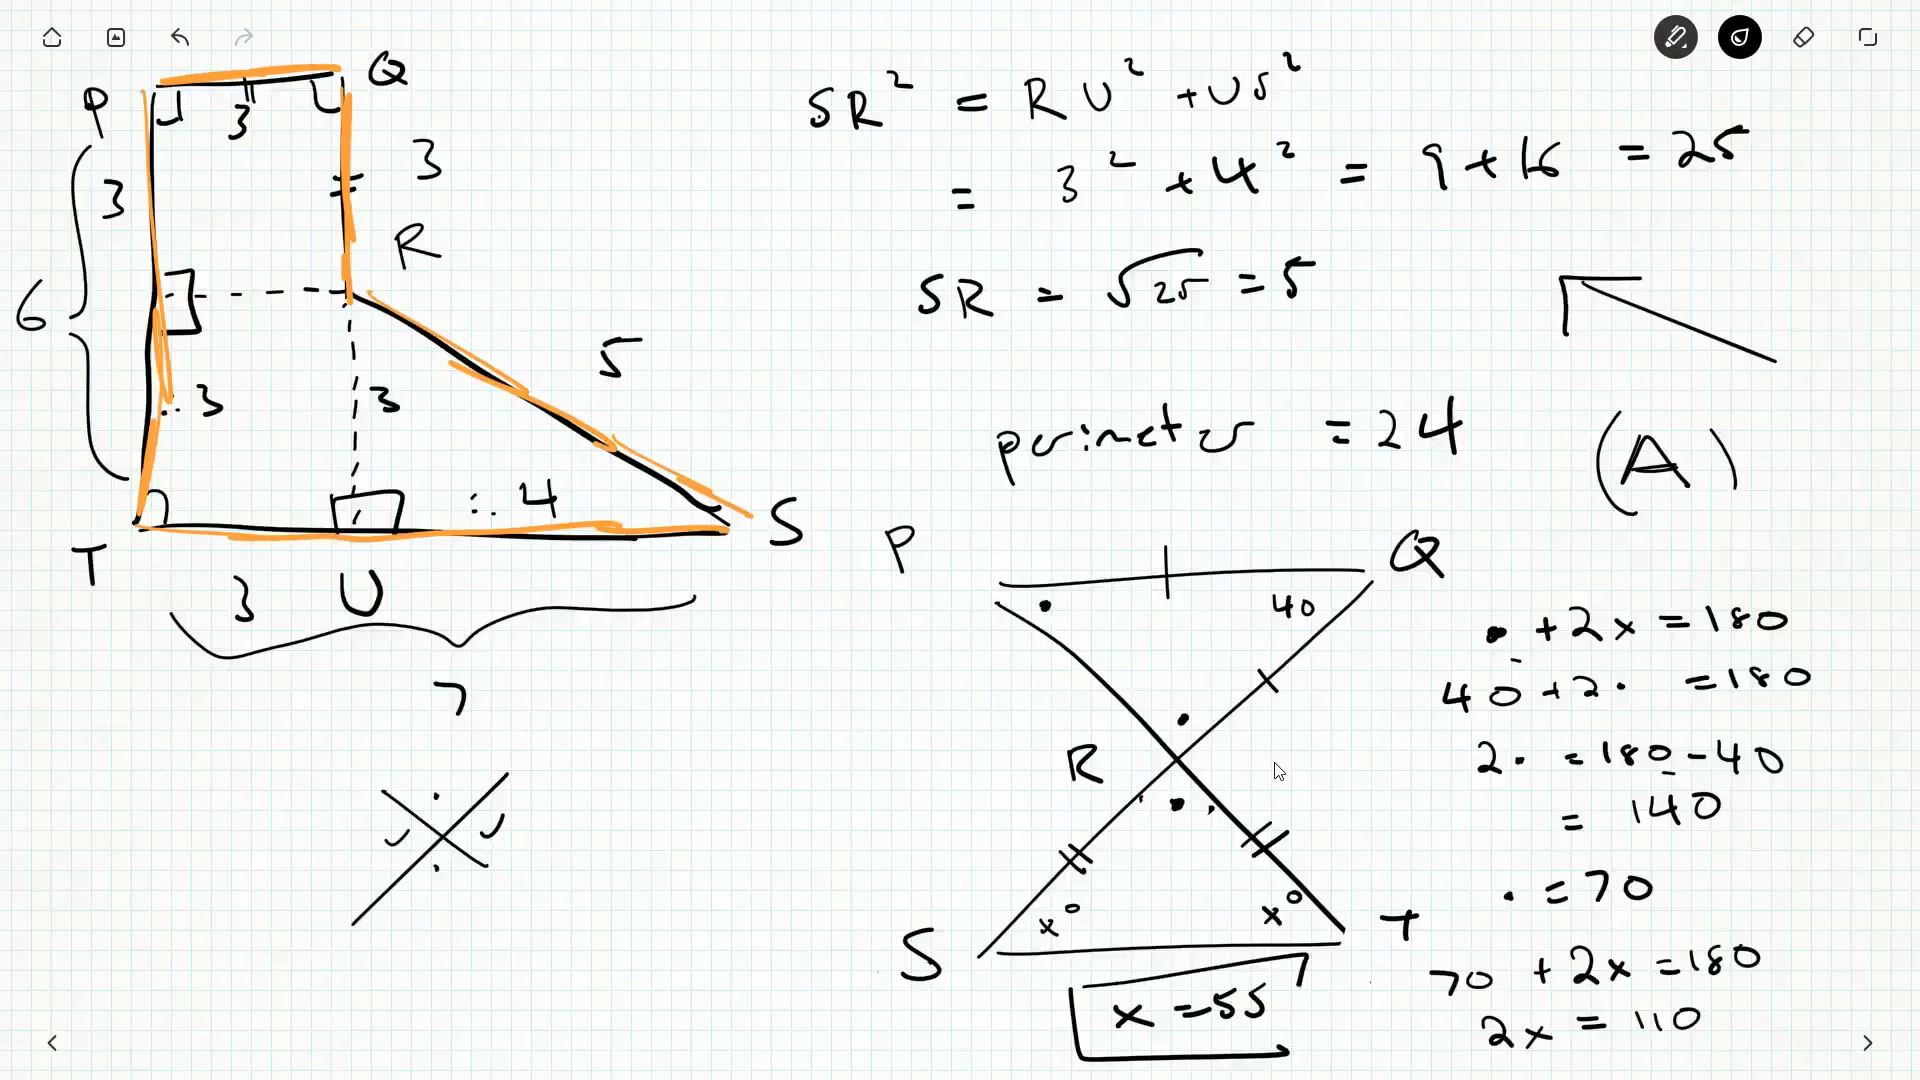 P
Q
3
3
3
R
6
5
∴ 3
3
∴ 4
T
S
3
U
7
SR² = RU² + US²
= 3² + 4² = 9 + 16 = 25
SR = √25 = 5
perimeter = 24
(A)
P
Q
40
R
S
x°
x°
T
x = 55
• + 2x = 180
40 + 2• = 180
2• = 180 - 40
= 140
• = 70
70 + 2x = 180
2x = 110